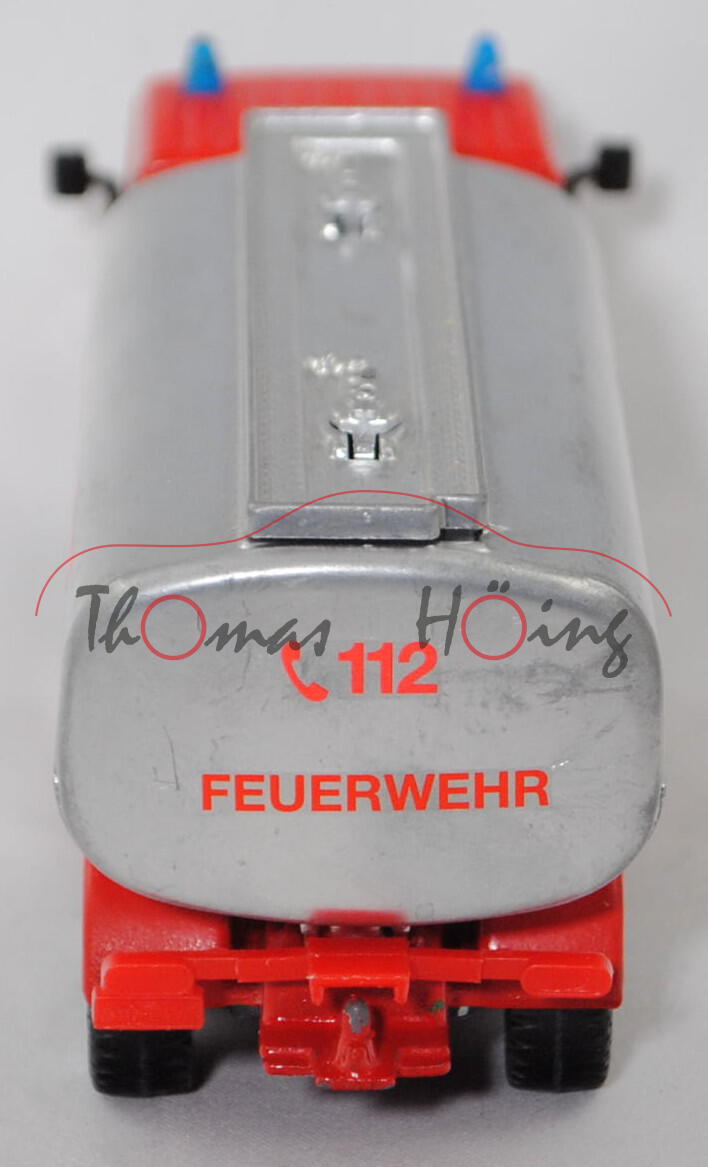 Thomas Höing
112
FEUERWEHR